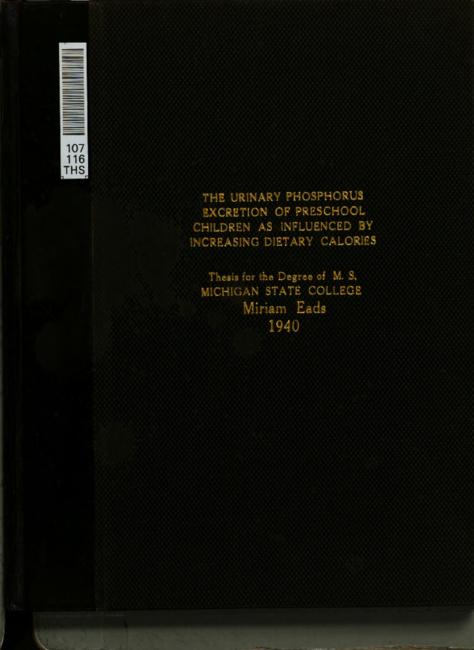 107
116
THS
THE URINARY PHOSPHORUS
EXCRETION OF PRESCHOOL
CHILDREN AS INFLUENCED BY
INCREASING DIETARY CALORIES
Thesis for the Degree of M. S.
MICHIGAN STATE COLLEGE
Miriam Eads
1940